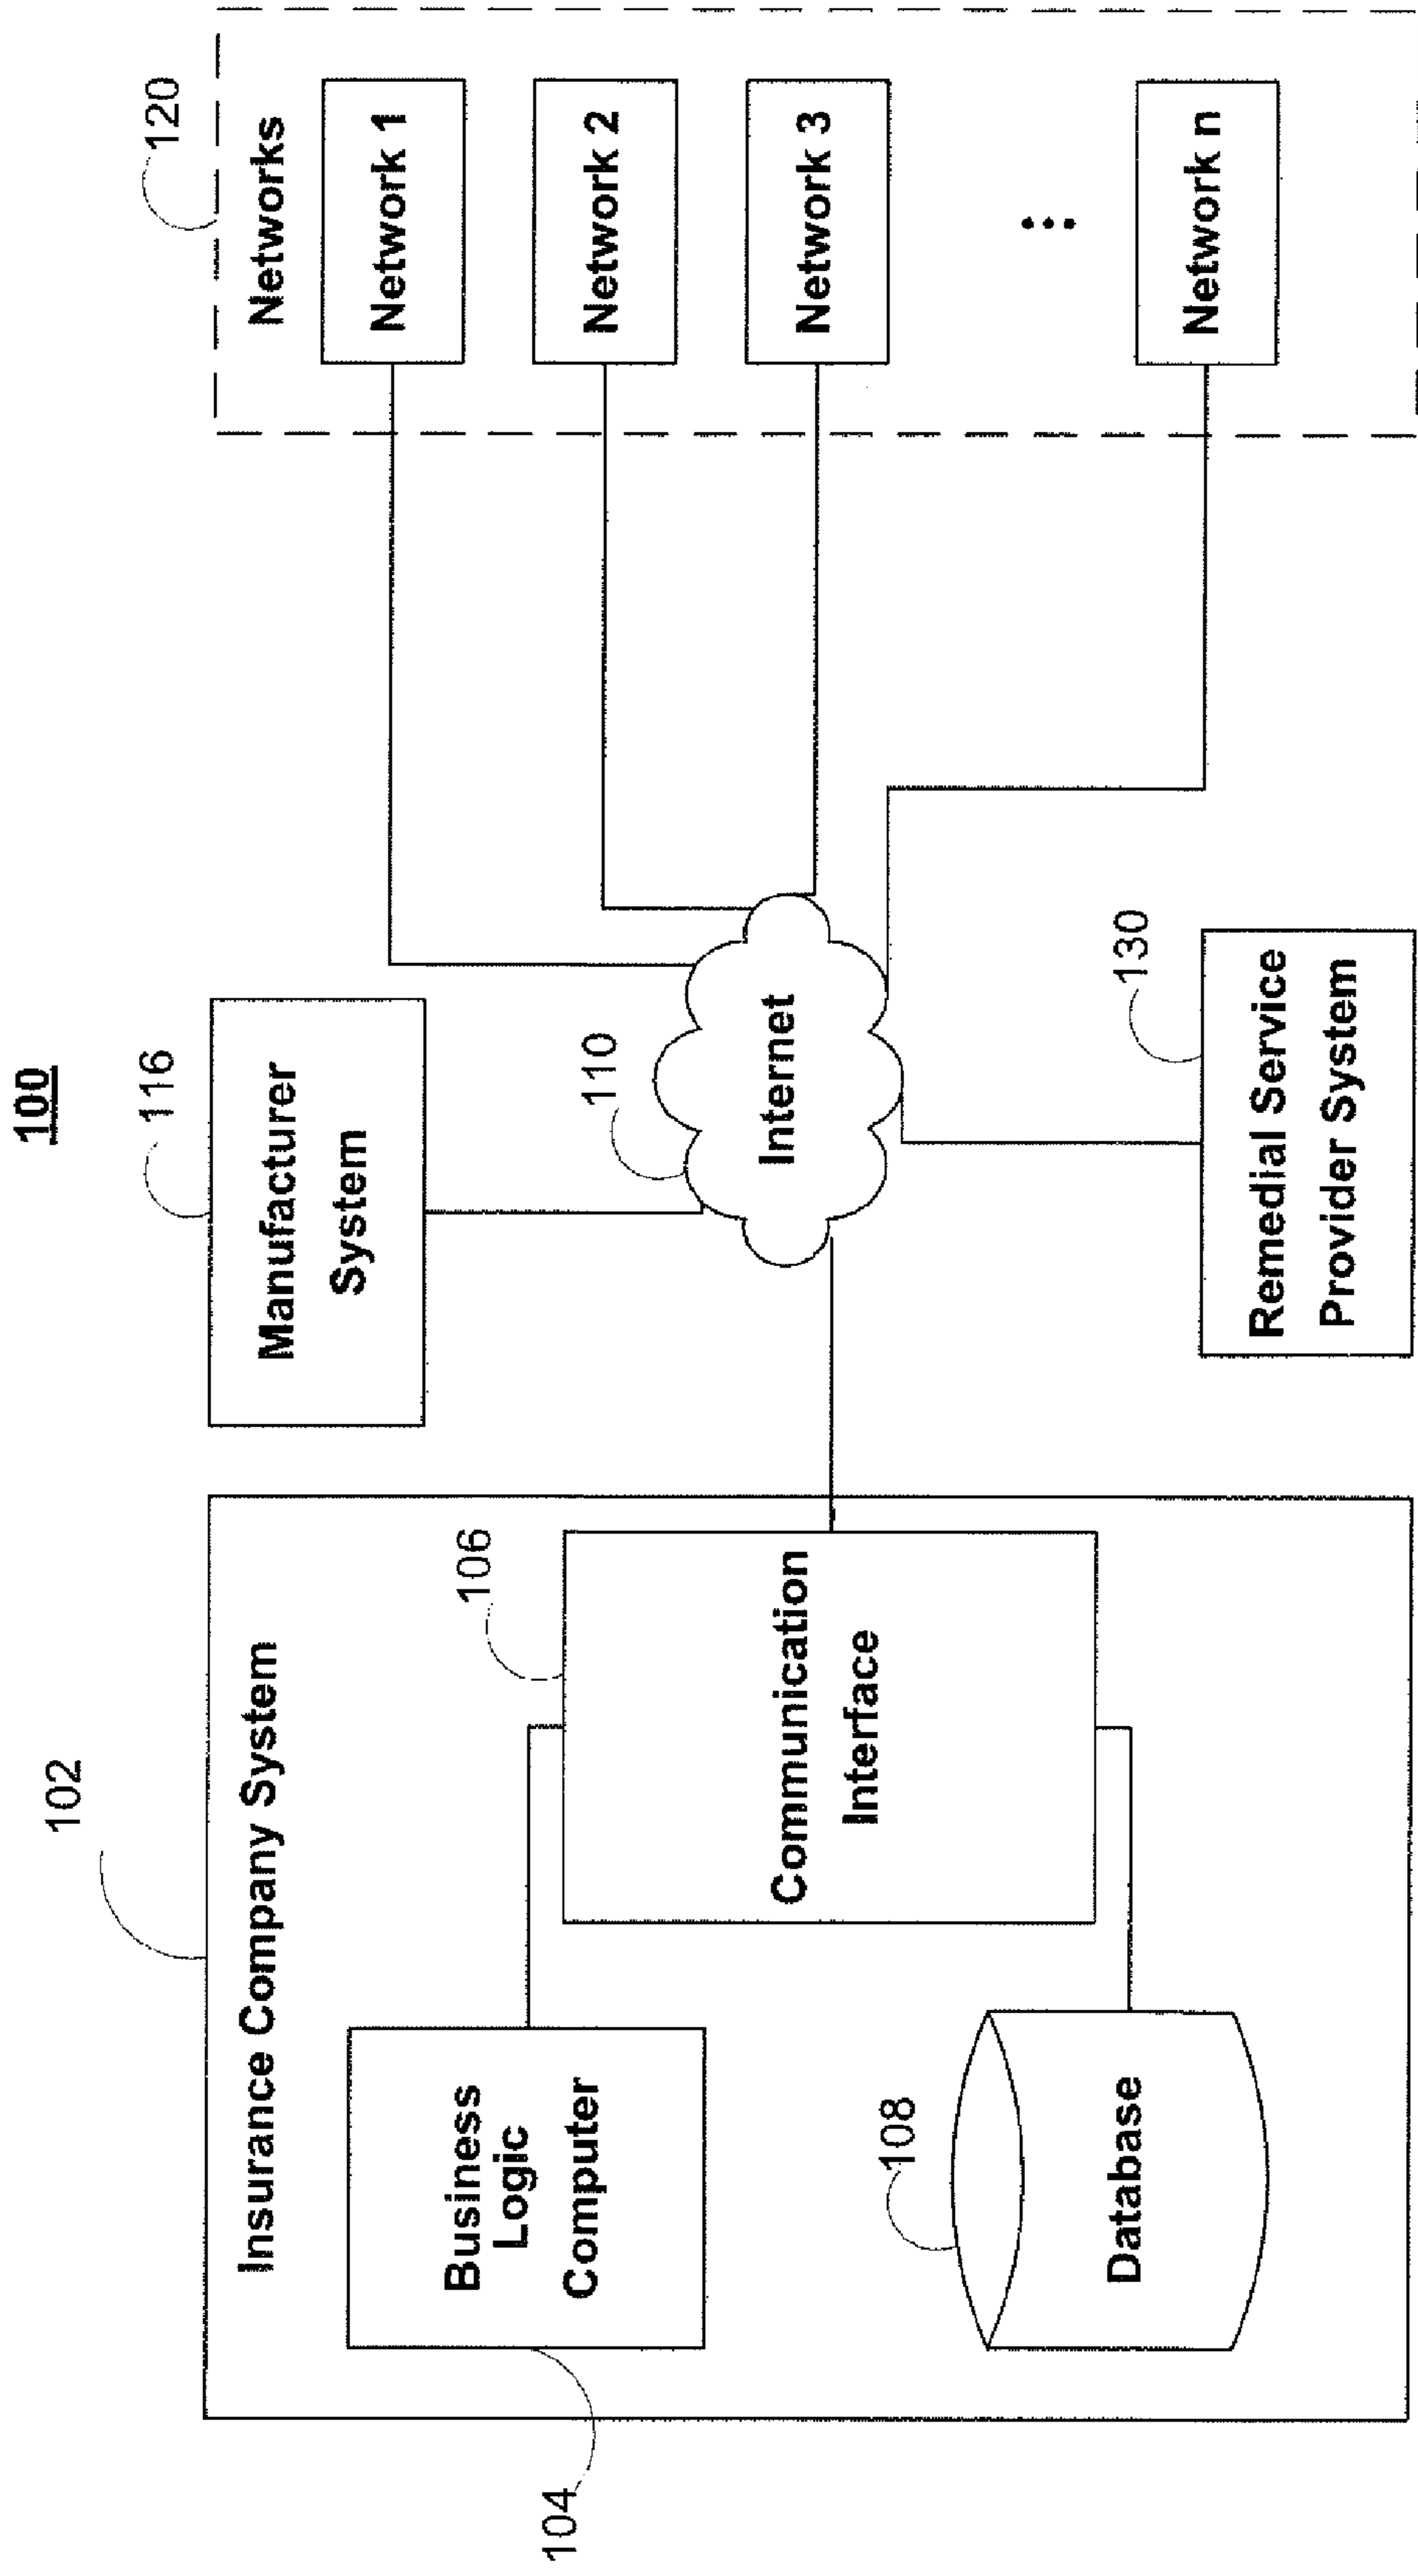 100
102
Insurance Company System
104
Business
Logic
Computer
106
Communication
Interface
108
Database
116
Manufacturer
System
110
Internet
130
Remedial Service
Provider System
120
Networks
Network 1
Network 2
Network 3
Network n